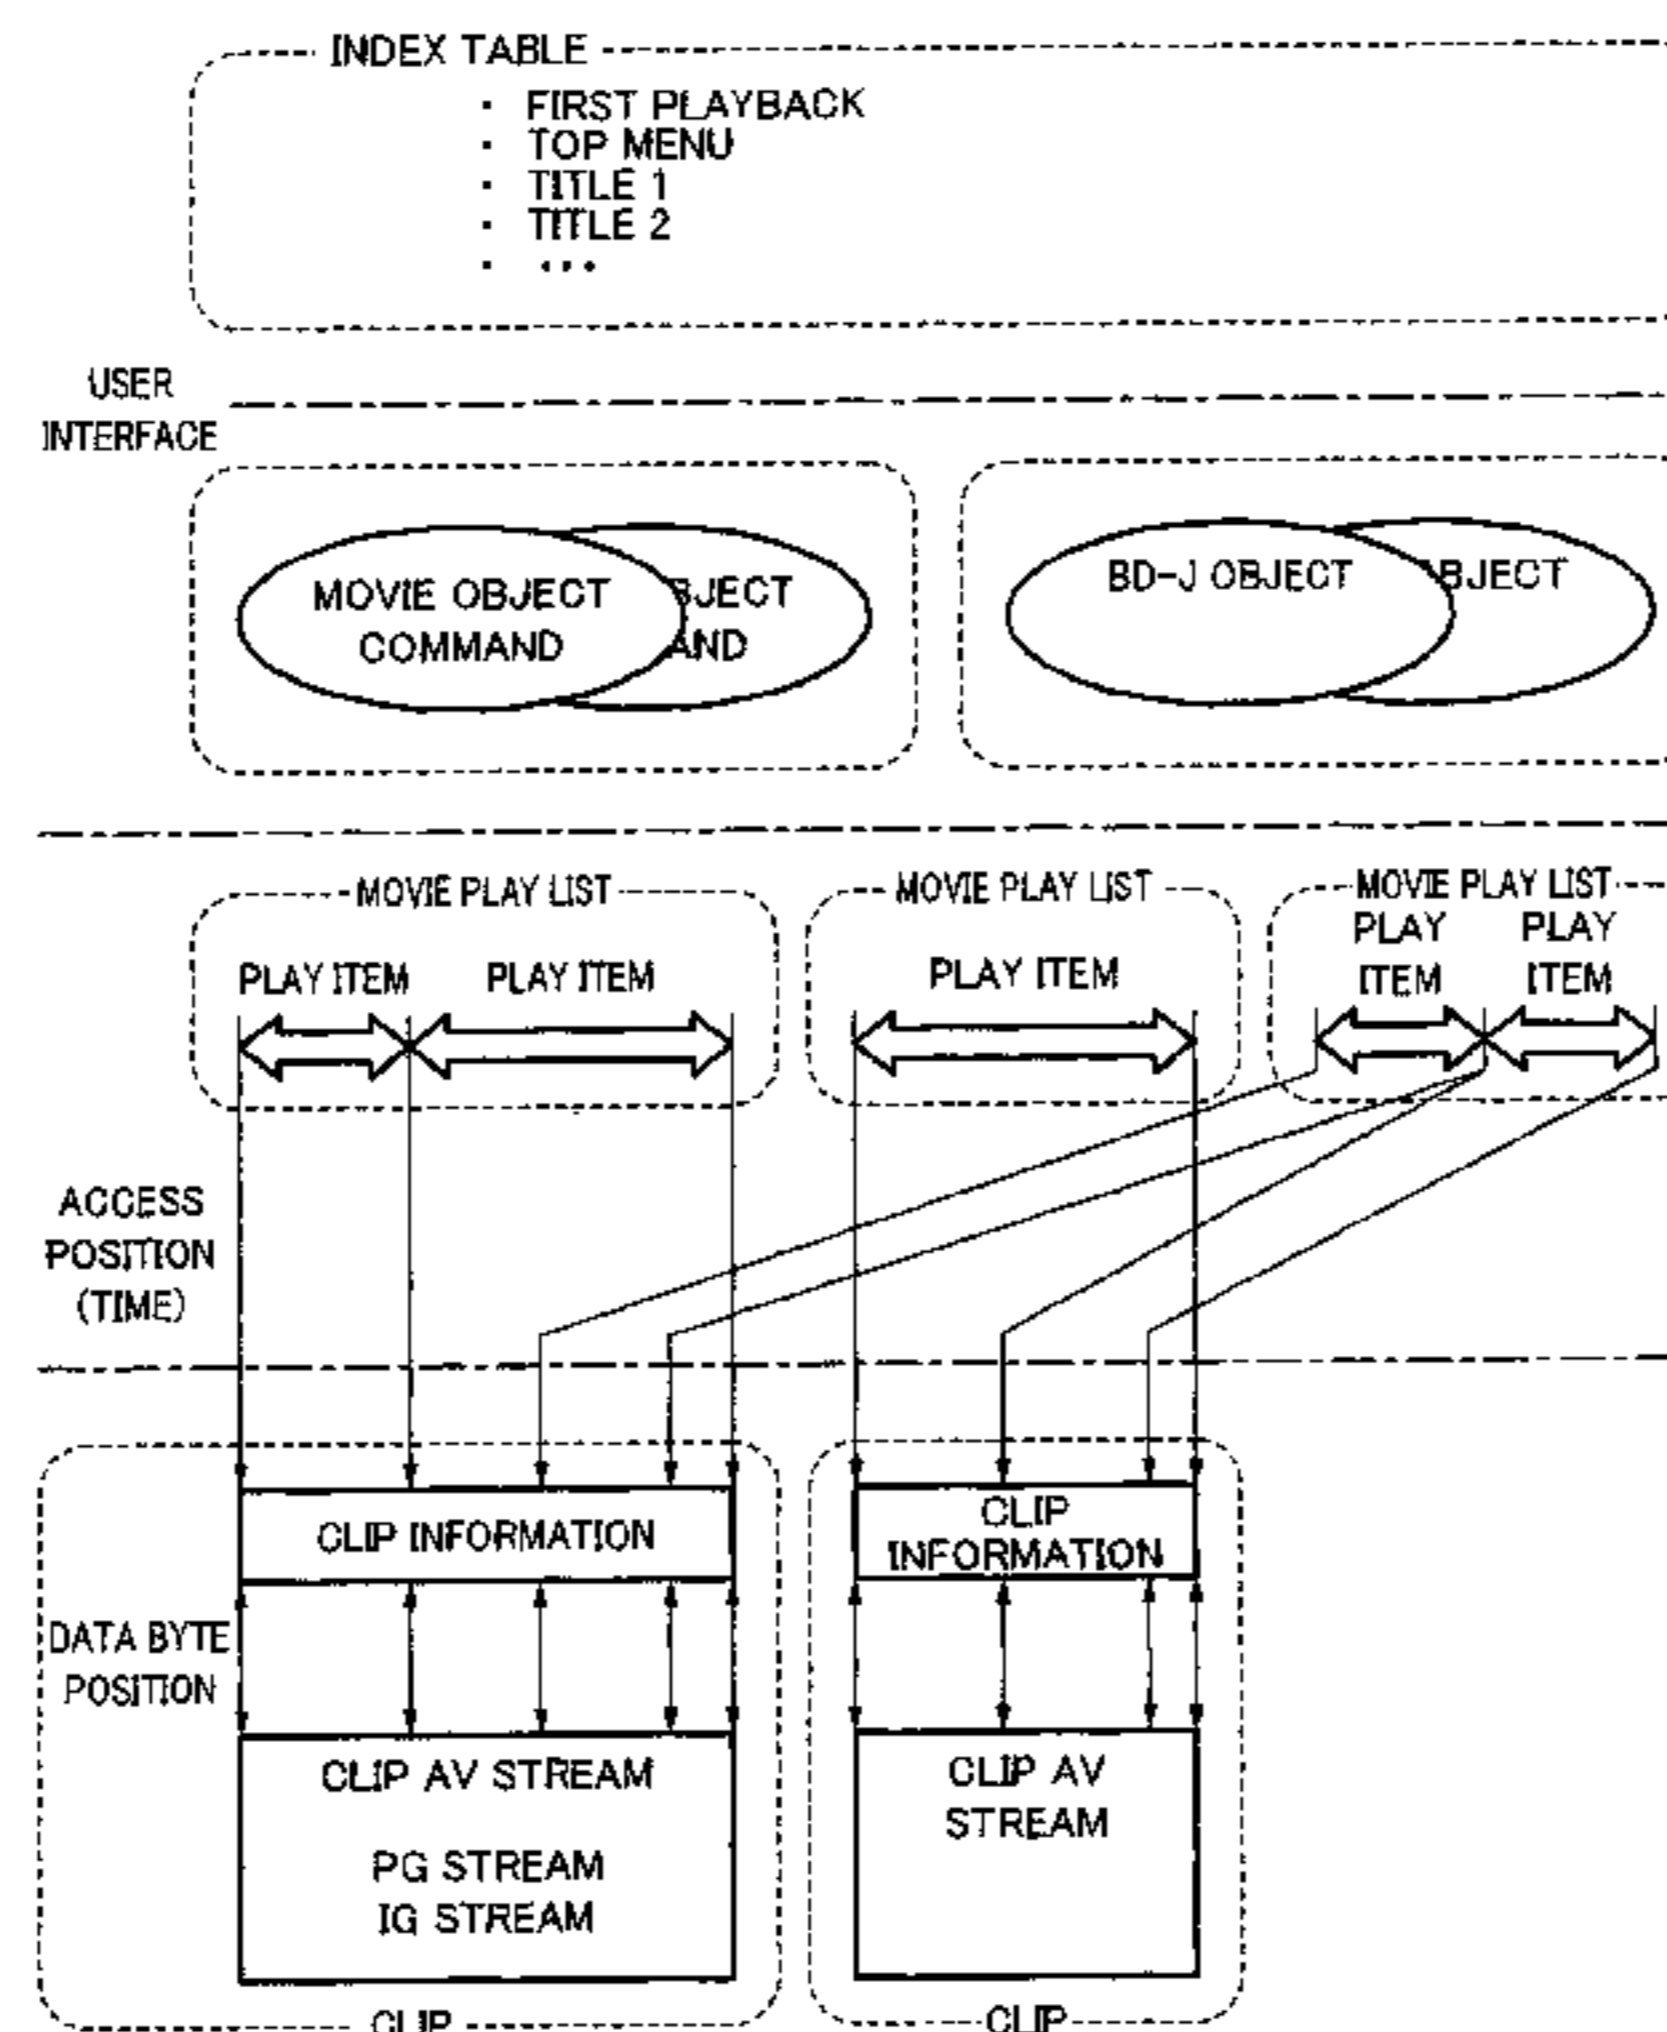 INDEX TABLE
· FIRST PLAYBACK
· TOP MENU
· TITLE 1
· TITLE 2
· ...
USER
INTERFACE
MOVIE OBJECT
COMMAND
BJECT
AND
BD-J OBJECT
BJECT
MOVIE PLAY LIST
PLAY ITEM
PLAY ITEM
MOVIE PLAY LIST
PLAY ITEM
MOVIE PLAY LIST
PLAY
ITEM
PLAY
ITEM
ACCESS
POSITION
(TIME)
CLIP INFORMATION
CLIP
INFORMATION
DATA BYTE
POSITION
CLIP AV STREAM
PG STREAM
IG STREAM
CLIP AV
STREAM
CLIP
CLIP